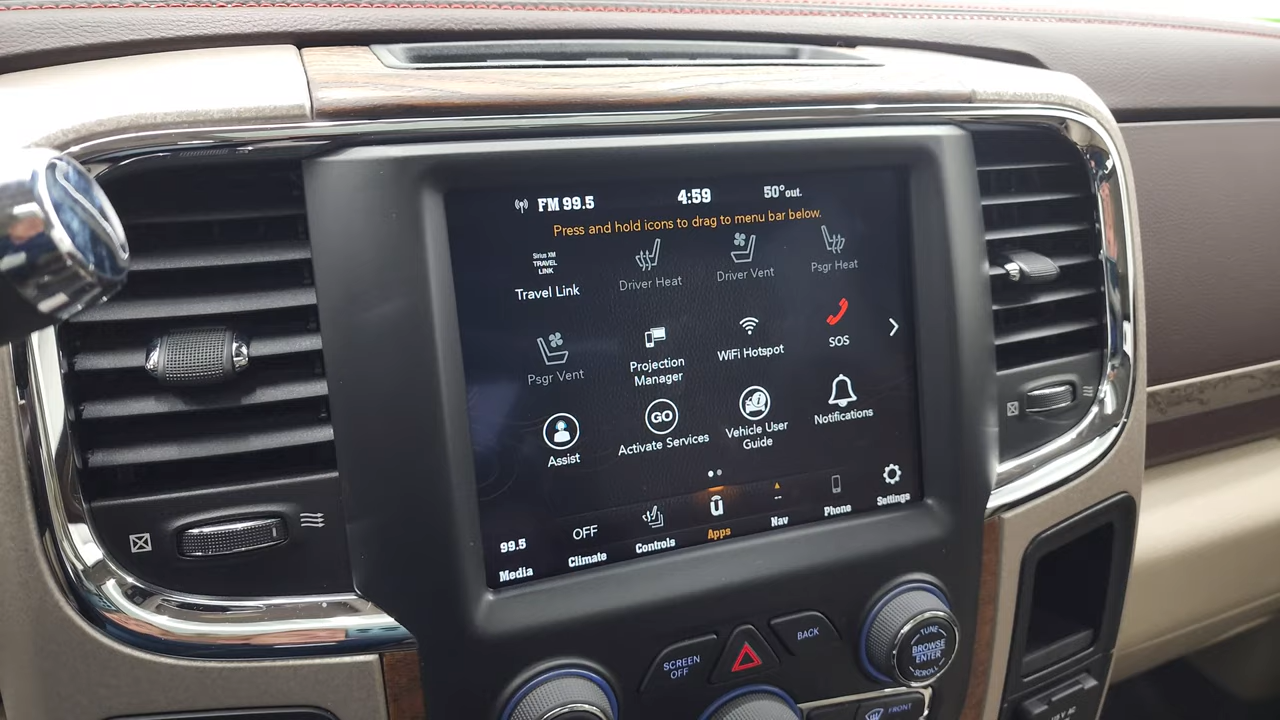 FM 99.5
4:59
50° out.
Press and hold icons to drag to menu bar below.
Sirius XM
TRAVEL
LINK
Travel Link
Driver Heat
Driver Vent
Psgr Heat
Psgr Vent
Projection
Manager
WiFi Hotspot
SOS
Assist
GO
Activate Services
Vehicle User
Guide
Notifications
99.5
Media
OFF
Climate
Controls
ū
Apps
--
Nav
Phone
Settings
SCREEN
OFF
BACK
TUNE
BROWSE
ENTER
SCROLL
FRONT